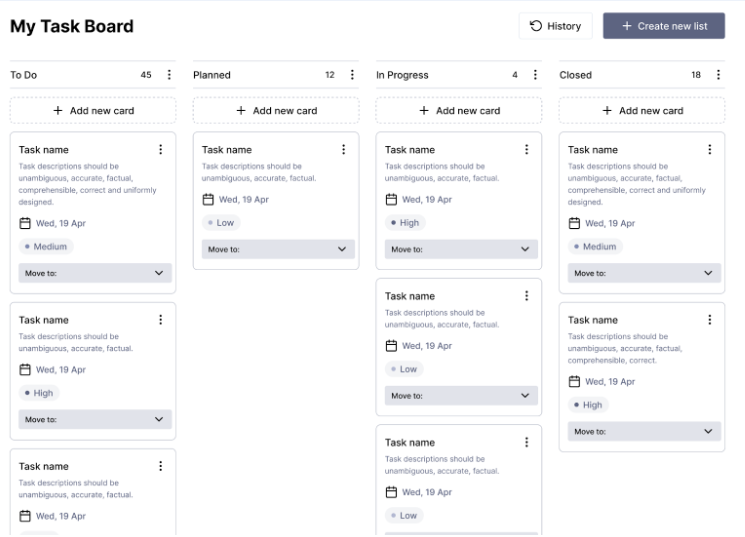 My Task Board
History
+ Create new list
To Do 45
+ Add new card
Task name
Task descriptions should be
unambiguous, accurate, factual,
comprehensible, correct and uniformly
designed.
Wed, 19 Apr
Medium
Move to:
Task name
Task descriptions should be
unambiguous, accurate, factual.
Wed, 19 Apr
High
Move to:
Task name
Task descriptions should be
unambiguous, accurate, factual.
Wed, 19 Apr
Planned 12
+ Add new card
Task name
Task descriptions should be
unambiguous, accurate, factual.
Wed, 19 Apr
Low
Move to:
In Progress 4
+ Add new card
Task name
Task descriptions should be
unambiguous, accurate, factual.
Wed, 19 Apr
High
Move to:
Task name
Task descriptions should be
unambiguous, accurate, factual.
Wed, 19 Apr
Low
Move to:
Task name
Task descriptions should be
unambiguous, accurate, factual.
Wed, 19 Apr
Low
Closed 18
+ Add new card
Task name
Task descriptions should be
unambiguous, accurate, factual,
comprehensible, correct and uniformly
designed.
Wed, 19 Apr
Medium
Move to:
Task name
Task descriptions should be
unambiguous, accurate, factual,
comprehensible, correct.
Wed, 19 Apr
High
Move to: